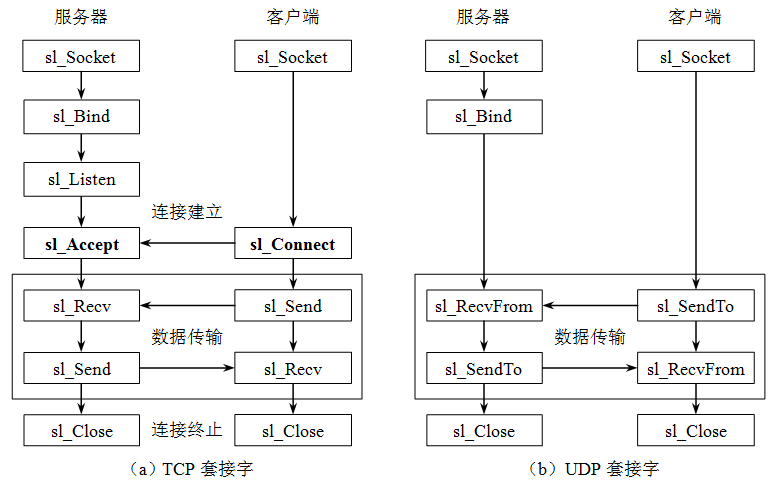 服务器 客户端 服务器 客户端
sl_Socket sl_Socket sl_Socket sl_Socket
sl_Bind sl_Bind
sl_Listen
连接建立
sl_Accept sl_Connect
sl_Recv sl_Send sl_RecvFrom sl_SendTo
数据传输 数据传输
sl_Send sl_Recv sl_SendTo sl_RecvFrom
sl_Close 连接终止 sl_Close sl_Close sl_Close
（a）TCP 套接字 （b）UDP 套接字